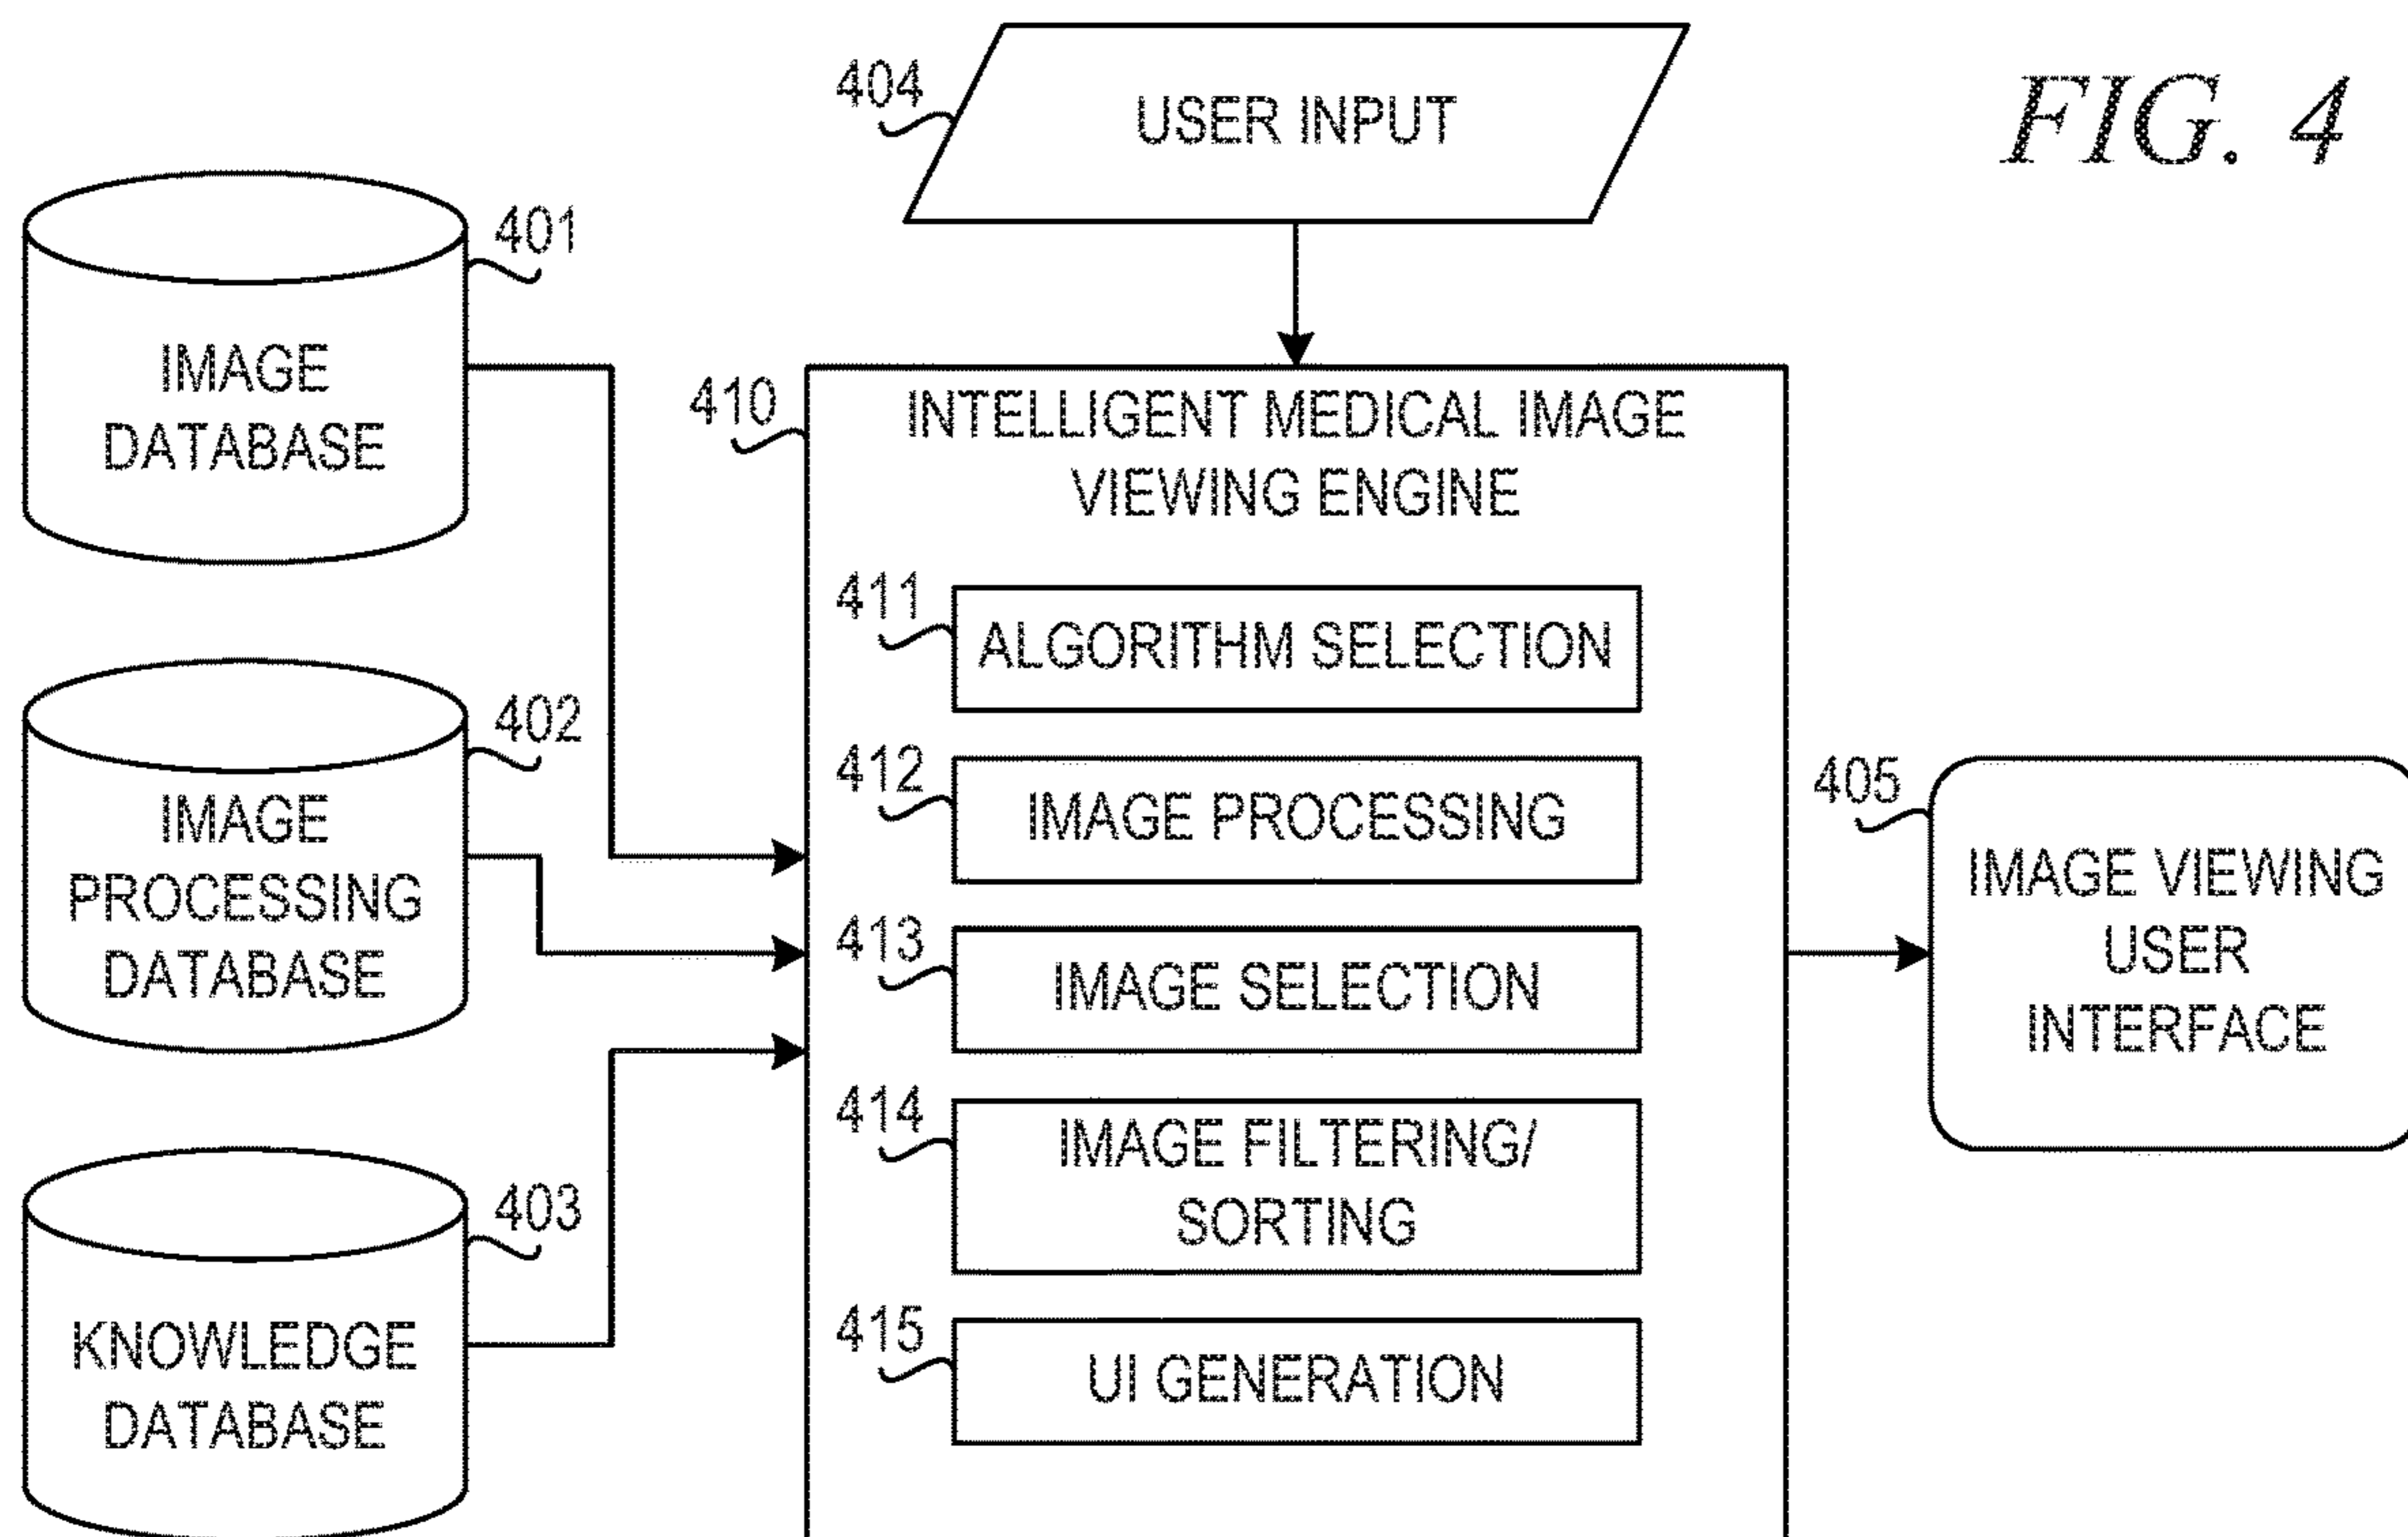 404
USER INPUT
FIG. 4
401
IMAGE
DATABASE
410
INTELLIGENT MEDICAL IMAGE
VIEWING ENGINE
411
ALGORITHM SELECTION
402
IMAGE
PROCESSING
DATABASE
412
IMAGE PROCESSING
405
IMAGE VIEWING
USER
INTERFACE
413
IMAGE SELECTION
403
KNOWLEDGE
DATABASE
414
IMAGE FILTERING/
SORTING
415
UI GENERATION